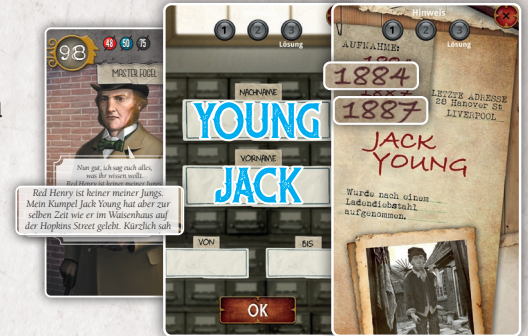 98
48 50 75
MASTER FOGEL
Nun gut, ich sag euch alles,
was ihr wissen wollt.
Red Henry ist keiner meiner Jungs.
Mein Kumpel Jack Young hat aber zur
selben Zeit wie er im Waisenhaus auf
der Hopkins Street gelebt. Kürzlich sah
1 2 3
Lösung
NACHNAME
YOUNG
VORNAME
JACK
VON BIS
OK
Hinweis
1 2 3
Lösung
AUFNAHME:
1884
1887
LETZTE ADRESSE
28 Hanover St
LIVERPOOL
JACK
YOUNG
Wurde nach einem
Ladendiebstahl
aufgenommen.